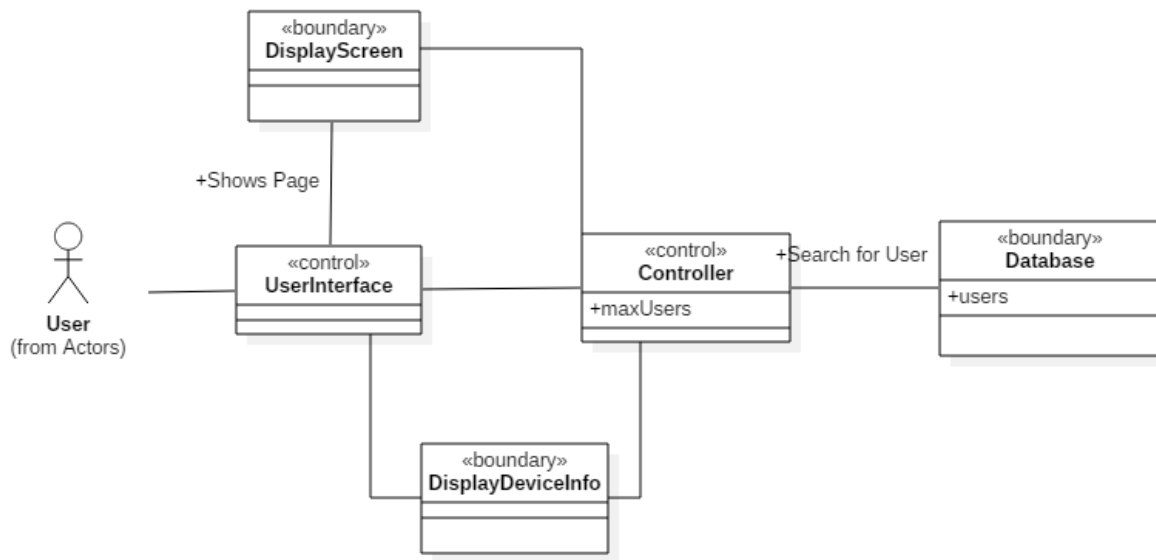 «boundary»
DisplayScreen
+Shows Page
User
(from Actors)
«control»
UserInterface
«control»
Controller
+maxUsers
+Search for User
«boundary»
Database
+users
«boundary»
DisplayDeviceInfo